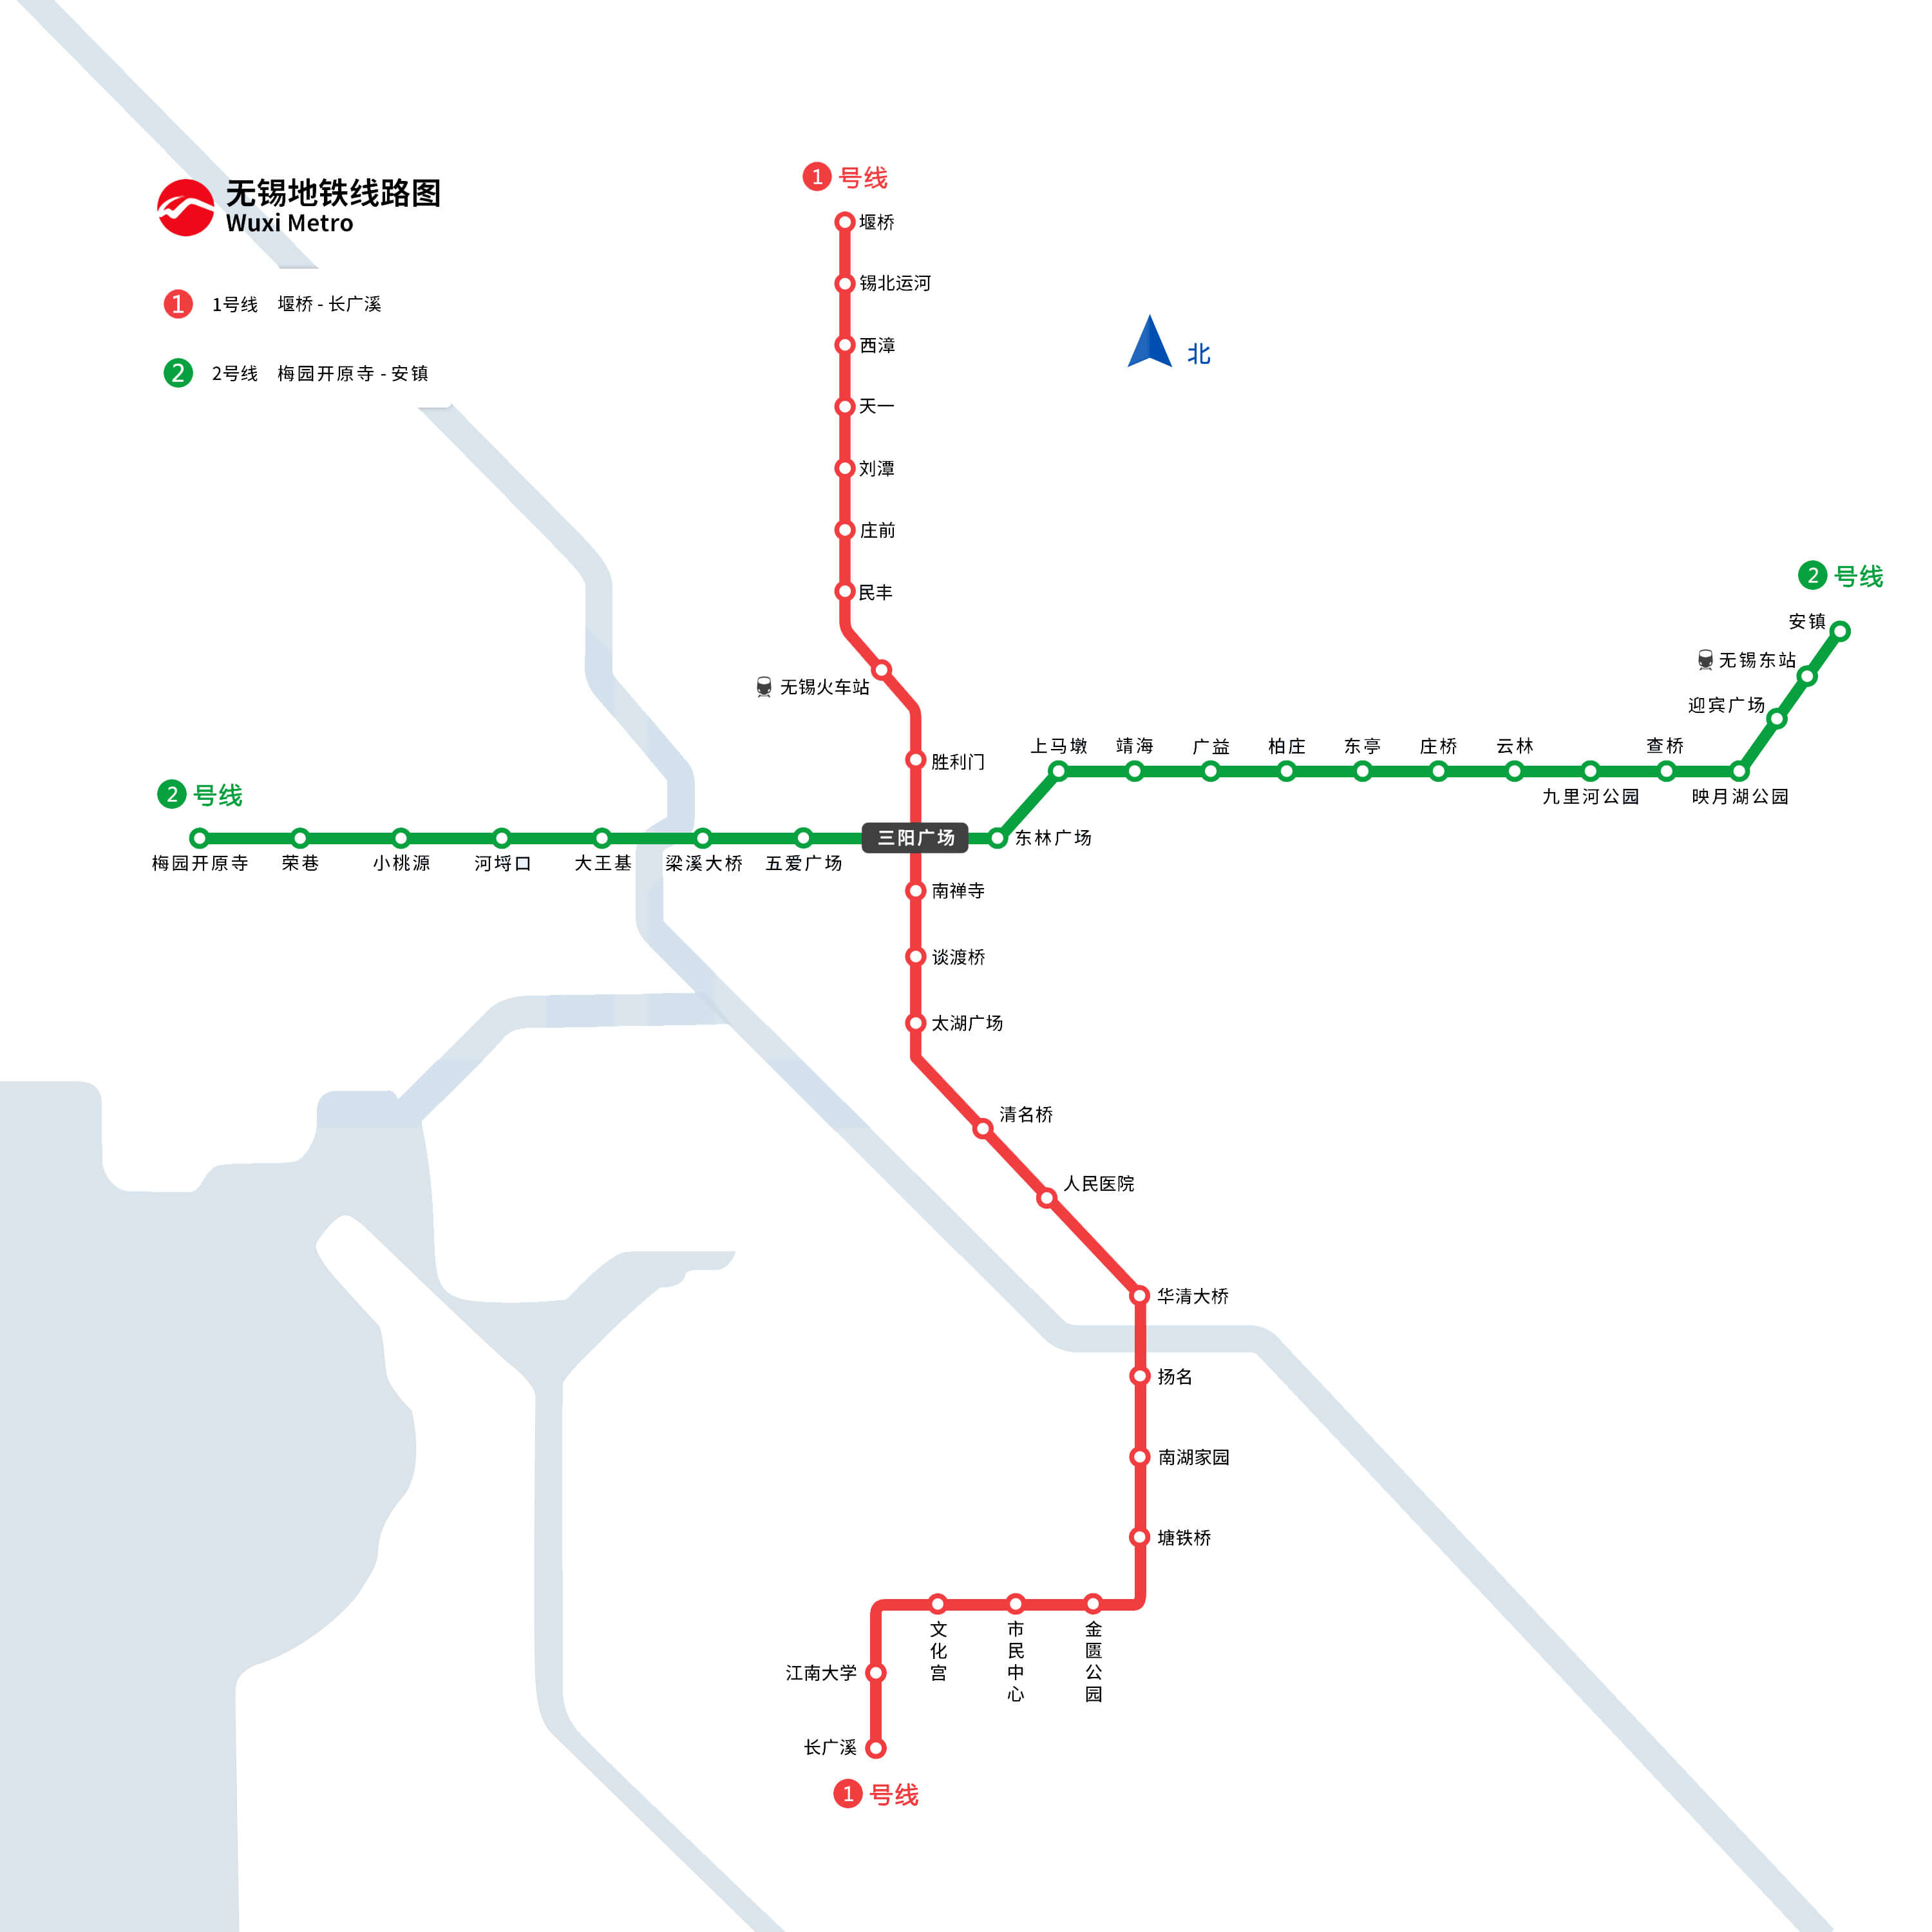 无锡地铁线路图
Wuxi Metro
1 1号线 堰桥 - 长广溪
2 2号线 梅园开原寺 - 安镇
1 号线
堰桥
锡北运河
西漳
天一
刘潭
庄前
民丰
无锡火车站
胜利门
北
2 号线
安镇
无锡东站
迎宾广场
上马墩 靖海 广益 柏庄 东亭 庄桥 云林 查桥
九里河公园 映月湖公园
2 号线
三阳广场
东林广场
梅园开原寺 荣巷 小桃源 河埒口 大王基 梁溪大桥 五爱广场
南禅寺
谈渡桥
太湖广场
清名桥
人民医院
华清大桥
扬名
南湖家园
塘铁桥
文化宫
市民中心
金匮公园
江南大学
长广溪
1 号线